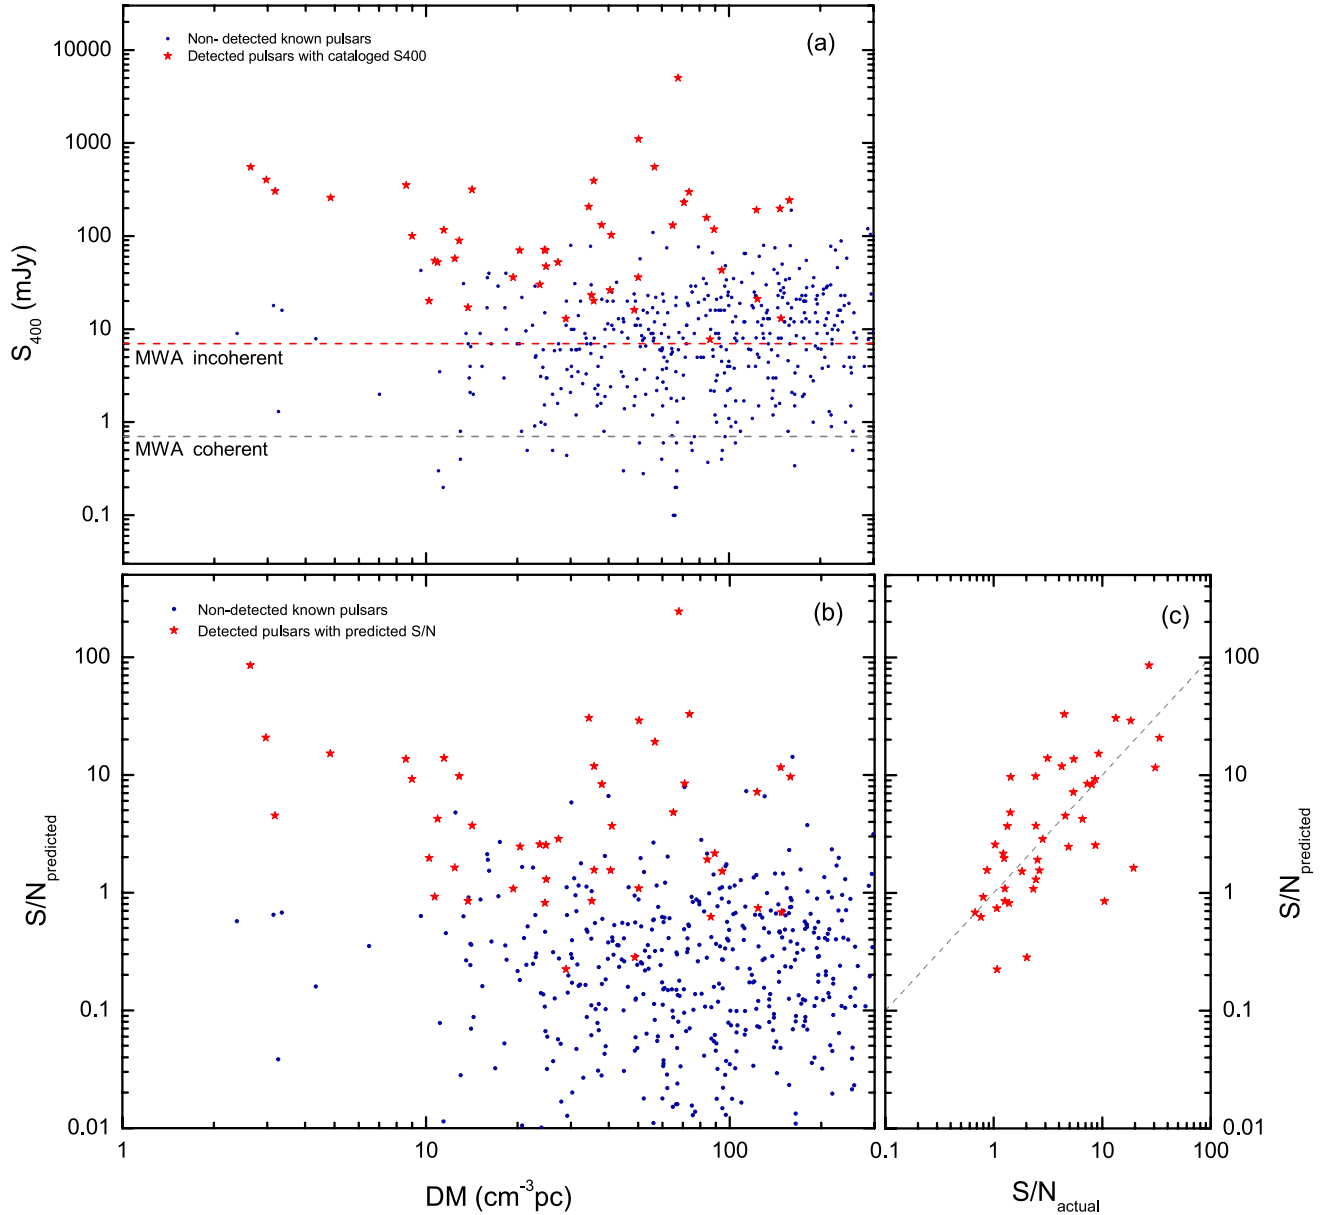 (a)
Non- detected known pulsars
Detected pulsars with cataloged S400
10000
1000
100
10
1
0.1
S400 (mJy)
MWA incoherent
MWA coherent
(b)
Non-detected known pulsars
Detected pulsars with predicted S/N
100
10
1
0.1
0.01
S/Npredicted
1
10
100
DM (cm-3pc)
(c)
100
10
1
0.1
0.01
S/Npredicted
0.1
1
10
100
S/Nactual